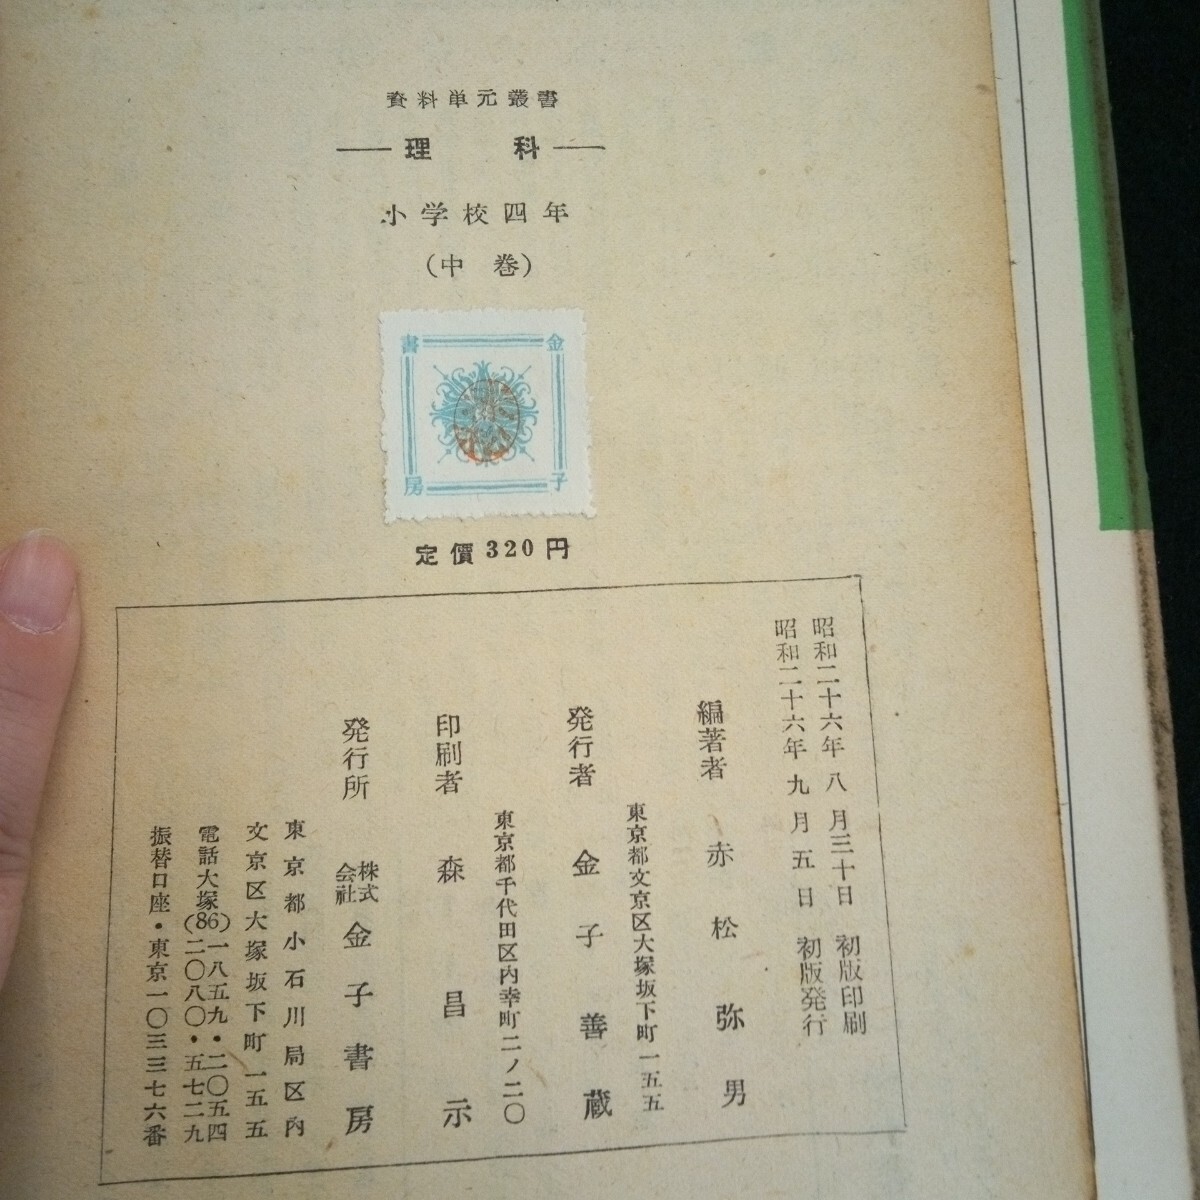 資料単元叢書
理科
小学校四年
(中巻)
金子
書房
定價320円
昭和二十六年八月三十日 初版印刷
昭和二十六年九月五日 初版発行
編著者 赤松弥男
東京都文京区大塚坂下町一五五
発行者 金子善蔵
東京都千代田区内幸町二ノ二〇
印刷者 森昌示
発行所 株式会社 金子書房
東京都小石川局区内
文京区大塚坂下町一五五
電話大塚(86)一八五九・二〇五四
二〇八〇・五七二九
振替口座・東京一〇三三七六番